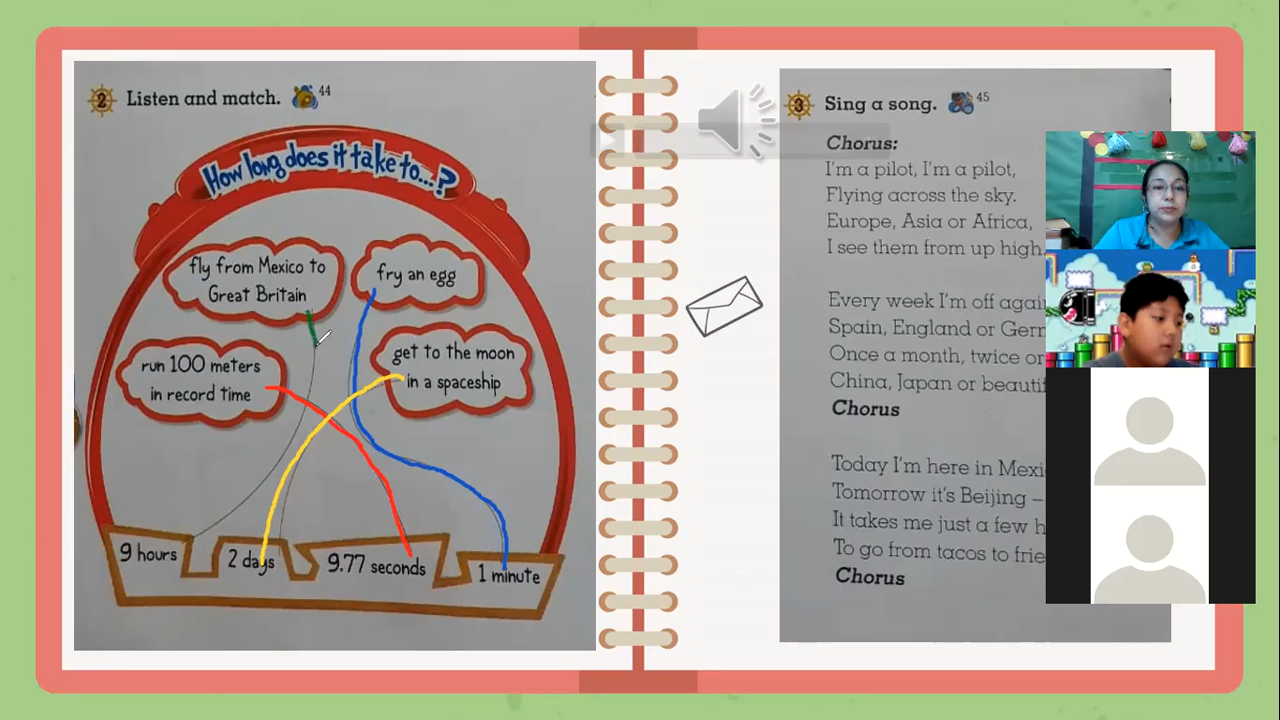 2 Listen and match. 44
How long does it take to...?
fly from Mexico to
Great Britain
fry an egg
run 100 meters
in record time
get to the moon
in a spaceship
9 hours
2 days
9.77 seconds
1 minute
3 Sing a song. 45
Chorus:
I'm a pilot, I'm a pilot,
Flying across the sky.
Europe, Asia or Africa,
I see them from up high
Every week I'm off
Spain, England or
Once a month, twice
China, Japan or
Chorus
Today I'm here in
Tomorrow it's Beijing –
It takes me just a few
To go from tacos to
Chorus